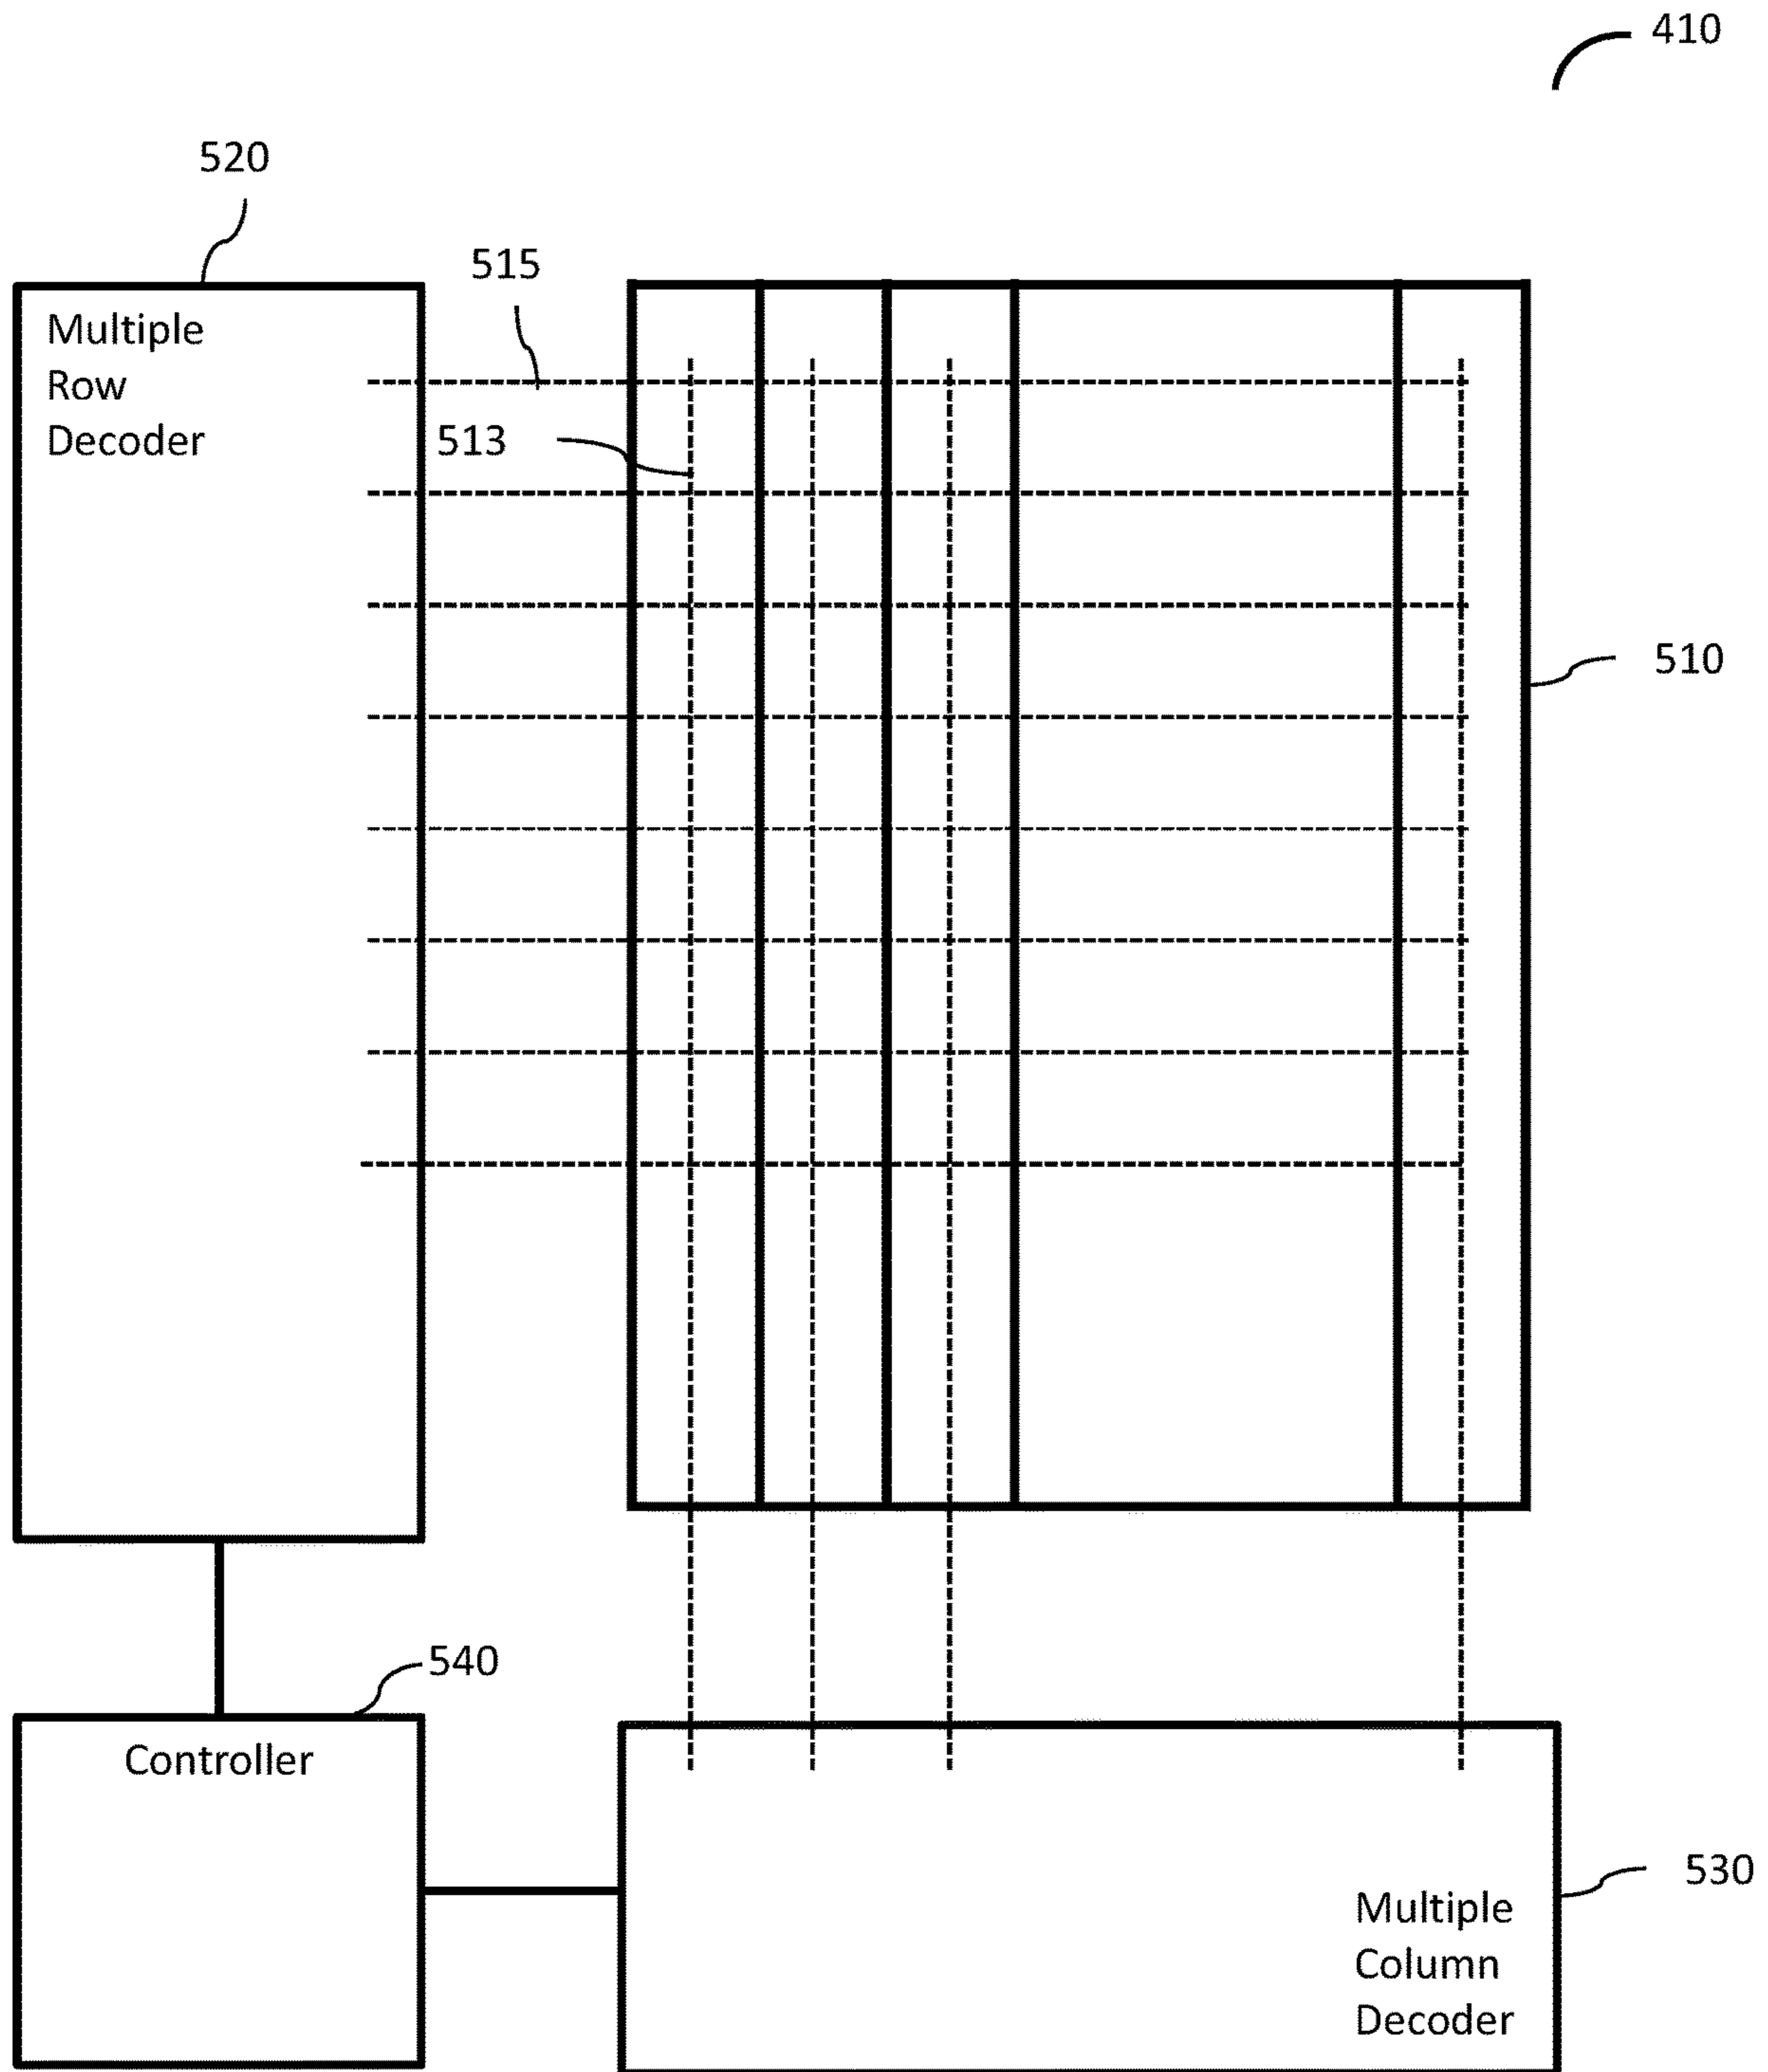 410
520
515
Multiple
Row
Decoder
513
510
540
Controller
530
Multiple
Column
Decoder